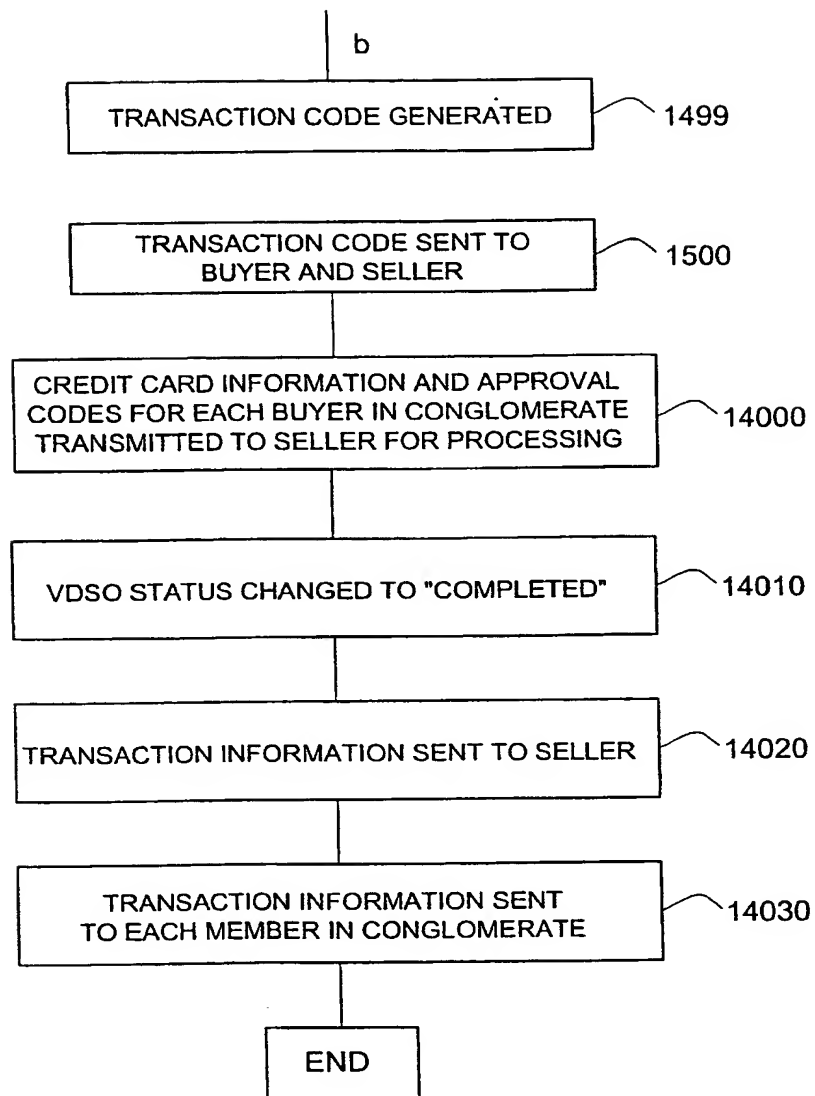 b
TRANSACTION CODE GENERATED
1499
TRANSACTION CODE SENT TO
BUYER AND SELLER
1500
CREDIT CARD INFORMATION AND APPROVAL
CODES FOR EACH BUYER IN CONGLOMERATE
TRANSMITTED TO SELLER FOR PROCESSING
14000
VDSO STATUS CHANGED TO "COMPLETED"
14010
TRANSACTION INFORMATION SENT TO SELLER
14020
TRANSACTION INFORMATION SENT
TO EACH MEMBER IN CONGLOMERATE
14030
END